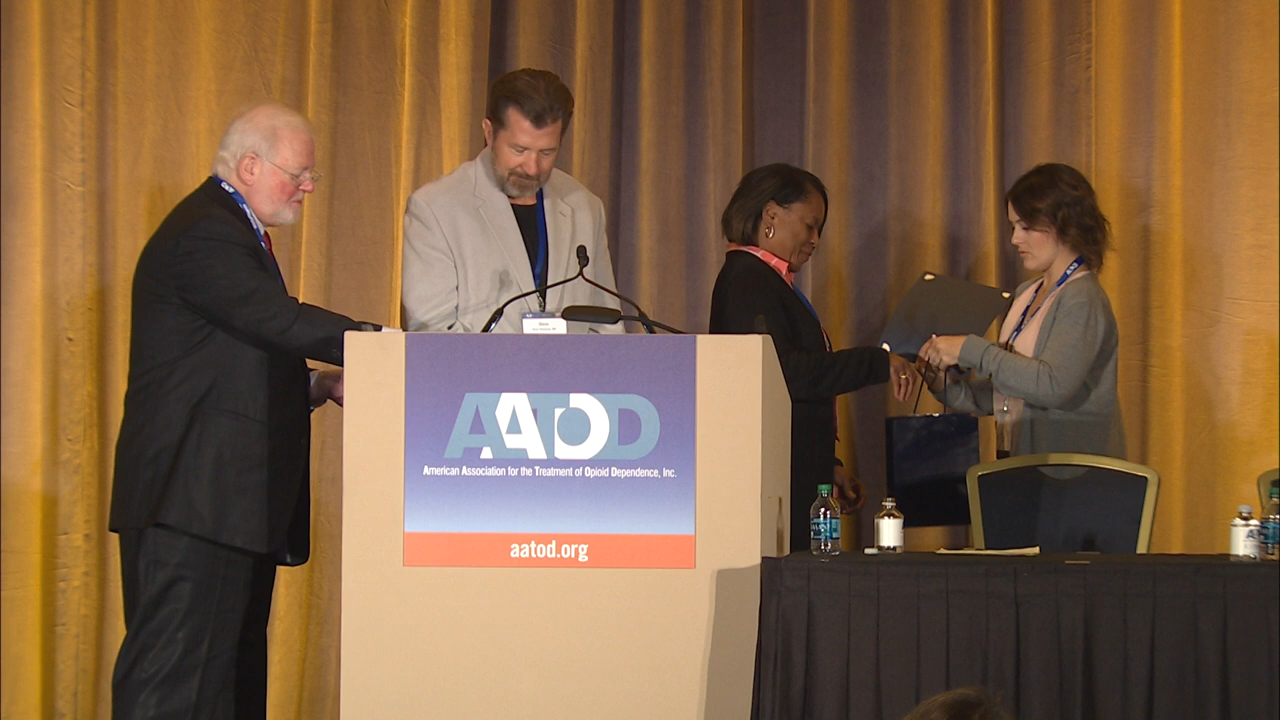 AATOD
American Association for the Treatment of Opioid Dependence, Inc.
aatod.org